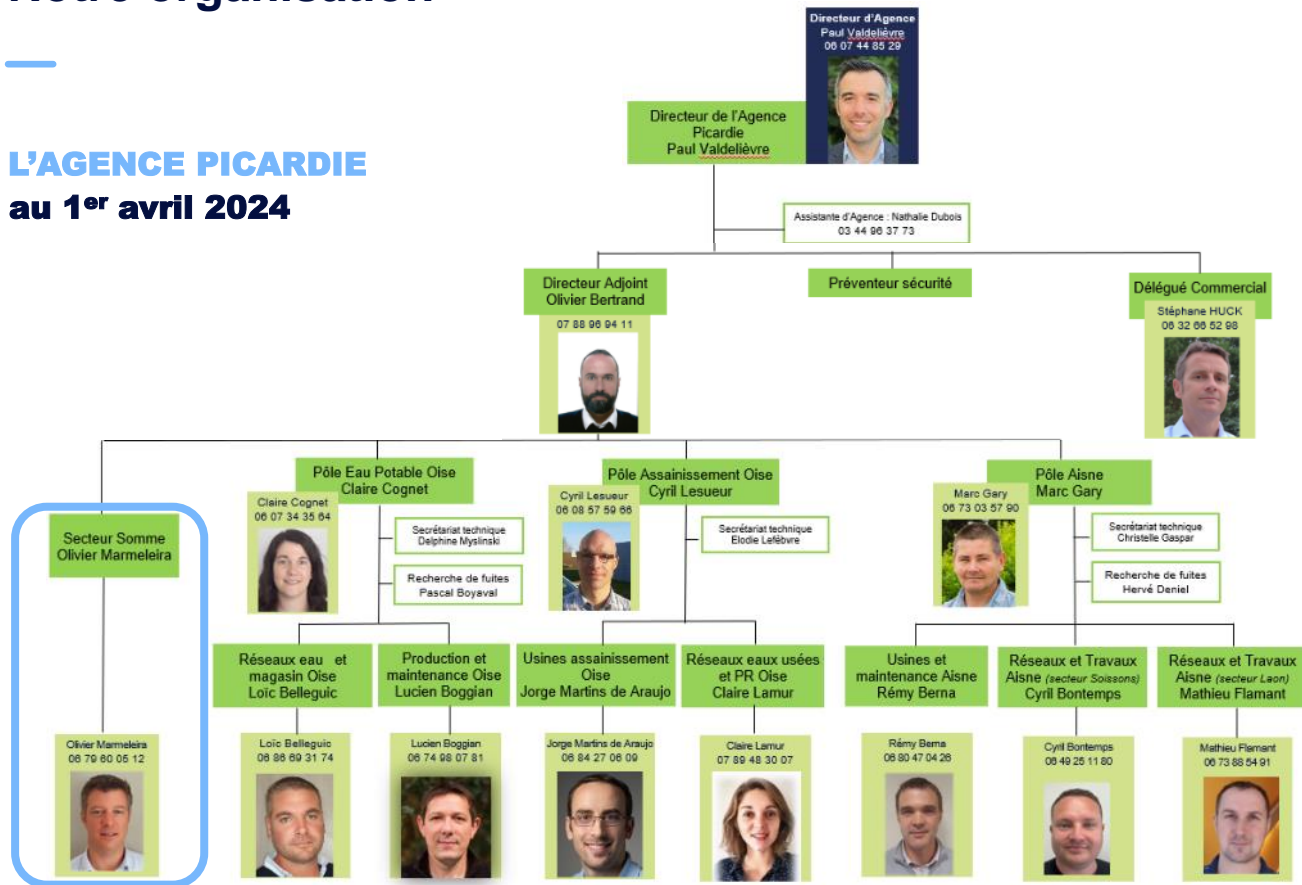 L'AGENCE PICARDIE
au 1er avril 2024
Directeur d'Agence
Paul Valdelièvre
06 07 44 85 29
Directeur de l'Agence
Picardie
Paul Valdelièvre
Assistante d'Agence : Nathalie Dubois
03 44 96 37 73
Directeur Adjoint
Olivier Bertrand
07 88 96 94 11
Préventeur sécurité
Délégué Commercial
Stéphane HUCK
06 32 66 52 98
Secteur Somme
Olivier Marmeleira
Pôle Eau Potable Oise
Claire Cognet
Claire Cognet
06 07 34 35 64
Secrétariat technique
Delphine Myslinski
Recherche de fuites
Pascal Boyaval
Pôle Assainissement Oise
Cyril Lesueur
Cyril Lesueur
06 08 57 59 66
Secrétariat technique
Elodie Lefèbvre
Pôle Aisne
Marc Gary
Marc Gary
06 73 03 57 90
Secrétariat technique
Christelle Gaspar
Recherche de fuites
Hervé Deniel
Réseaux eau et
magasin Oise
Loïc Belleguic
Production et
maintenance Oise
Lucien Boggian
Usines assainissement
Oise
Jorge Martins de Araujo
Réseaux eaux usées
et PR Oise
Claire Lamur
Usines et
maintenance Aisne
Rémy Berna
Réseaux et Travaux
Aisne (secteur Soissons)
Cyril Bontemps
Réseaux et Travaux
Aisne (secteur Laon)
Mathieu Flamant
Olivier Marmeleira
06 79 60 05 12
Loïc Belleguic
06 86 69 31 74
Lucien Boggian
06 74 98 07 81
Jorge Martins de Araujo
06 84 27 06 09
Claire Lamur
07 89 48 30 07
Rémy Berna
06 80 47 04 26
Cyril Bontemps
06 49 25 11 80
Mathieu Flamant
06 73 88 54 91